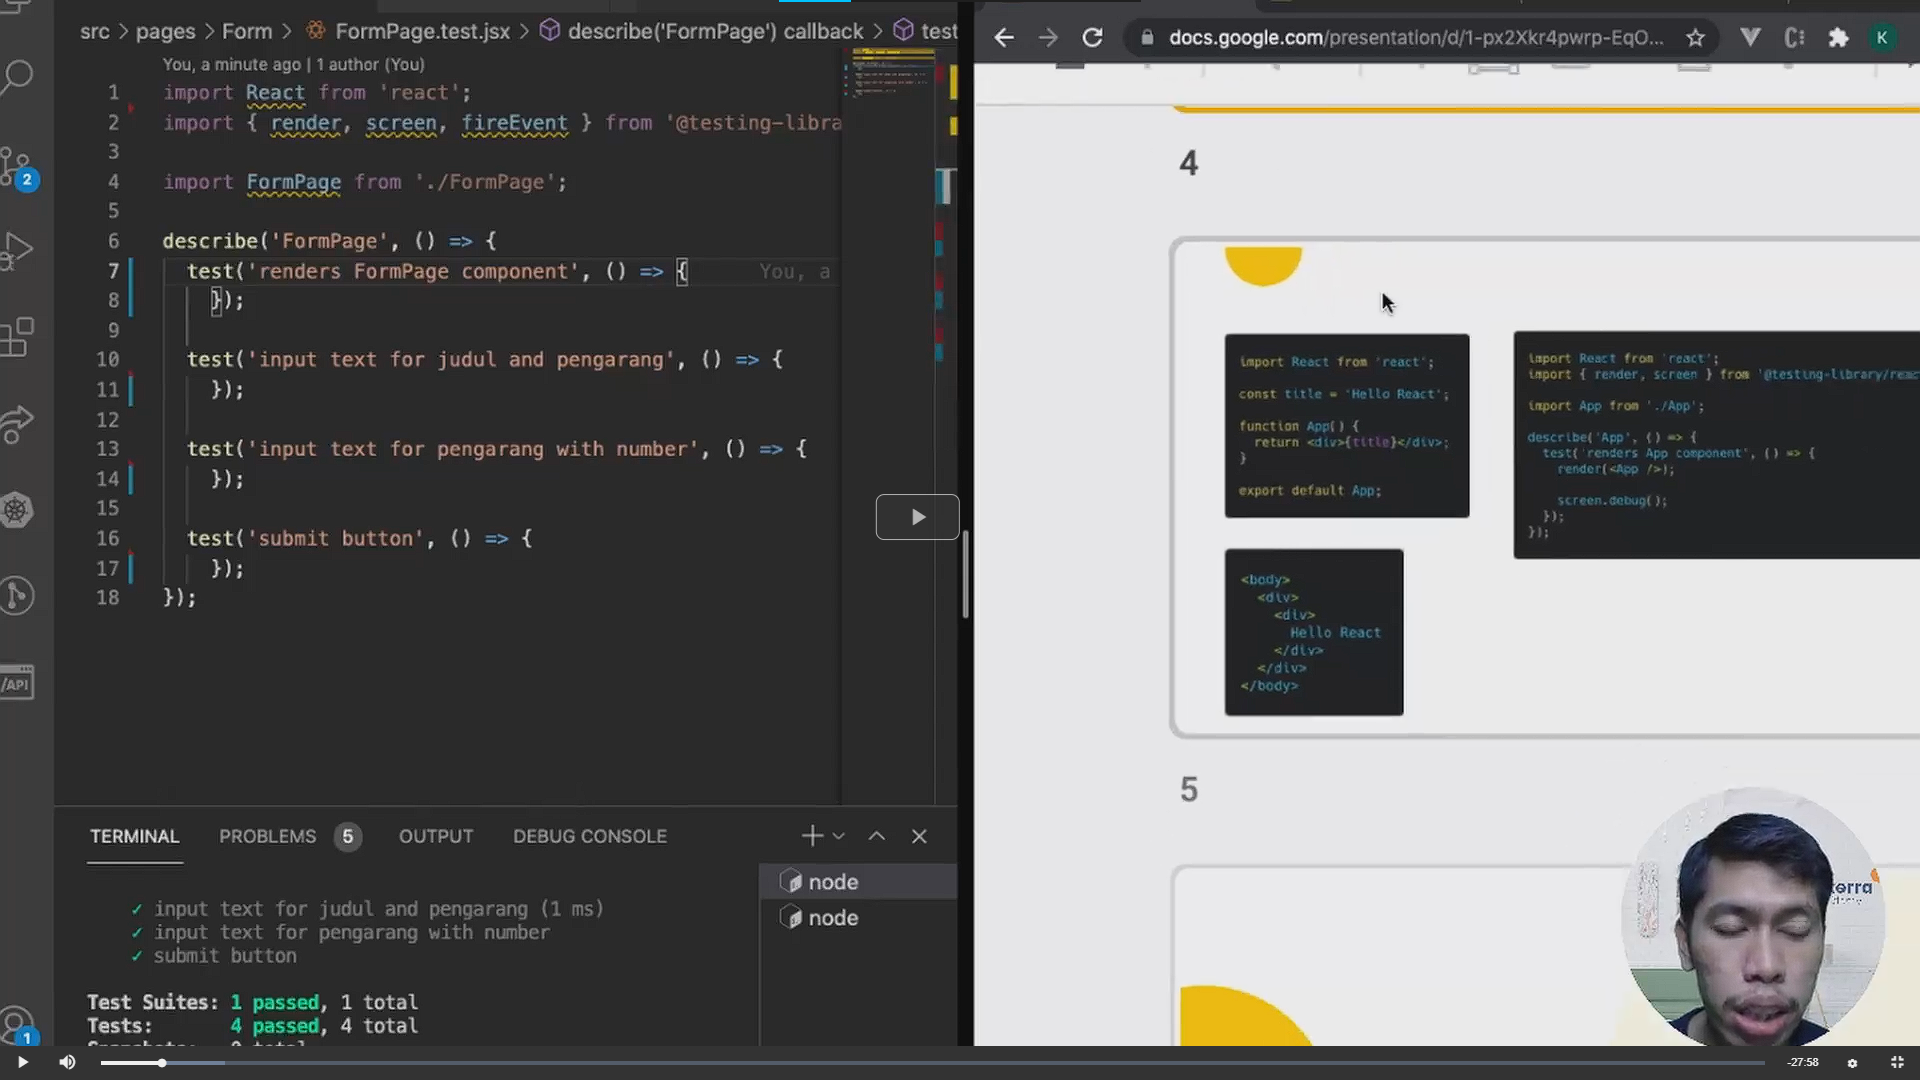 src > pages > Form > FormPage.test.jsx > describe('FormPage') callback > test
You, a minute ago | 1 author (You)
1 import React from 'react';
2 import { render, screen, fireEvent } from '@testing-libra
3
4 import FormPage from './FormPage';
5
6 describe('FormPage', () => {
7 test('renders FormPage component', () => { You, a
8 });
9
10 test('input text for judul and pengarang', () => {
11 });
12
13 test('input text for pengarang with number', () => {
14 });
15
16 test('submit button', () => {
17 });
18 });
2
/API
1
TERMINAL PROBLEMS 5 OUTPUT DEBUG CONSOLE
node
node
✓ input text for judul and pengarang (1 ms)
✓ input text for pengarang with number
✓ submit button
Test Suites: 1 passed, 1 total
Tests: 4 passed, 4 total
docs.google.com/presentation/d/1-px2Xkr4pwrp-EqO...
K
4
import React from 'react';
const title = 'Hello React';
function App() {
return <div>{title}</div>;
}
export default App;
import React from 'react';
import { render, screen } from '@testing-library/reac
import App from './App';
describe('App', () => {
test('renders App component', () => {
render(<App />);
screen.debug();
});
});
<body>
<div>
<div>
Hello React
</div>
</div>
</body>
5
-27:58